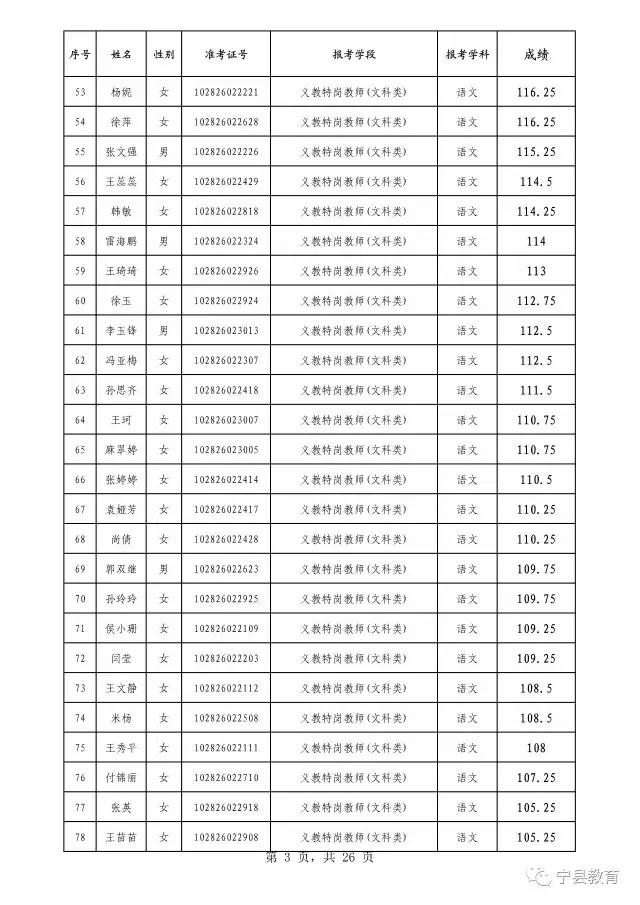 序号 姓名 性别 准考证号 报考学段 报考学科 成绩
53 杨妮 女 102826022221 义教特岗教师(文科类) 语文 116.25
54 徐萍 女 102826022628 义教特岗教师(文科类) 语文 116.25
55 张文强 男 102826022226 义教特岗教师(文科类) 语文 115.25
56 王蕊蕊 女 102826022429 义教特岗教师(文科类) 语文 114.5
57 韩敏 女 102826022818 义教特岗教师(文科类) 语文 114.25
58 雷海鹏 男 102826022324 义教特岗教师(文科类) 语文 114
59 王琦琦 女 102826022926 义教特岗教师(文科类) 语文 113
60 徐玉 女 102826022924 义教特岗教师(文科类) 语文 112.75
61 李玉锋 男 102826023013 义教特岗教师(文科类) 语文 112.5
62 冯亚梅 女 102826022307 义教特岗教师(文科类) 语文 112.5
63 孙思齐 女 102826022418 义教特岗教师(文科类) 语文 111.5
64 王珂 女 102826023007 义教特岗教师(文科类) 语文 110.75
65 麻翠婷 女 102826023005 义教特岗教师(文科类) 语文 110.75
66 张婷婷 女 102826022414 义教特岗教师(文科类) 语文 110.5
67 袁娅芳 女 102826022417 义教特岗教师(文科类) 语文 110.25
68 尚倩 女 102826022428 义教特岗教师(文科类) 语文 110.25
69 郭双继 男 102826022623 义教特岗教师(文科类) 语文 109.75
70 孙玲玲 女 102826022925 义教特岗教师(文科类) 语文 109.75
71 侯小珊 女 102826022109 义教特岗教师(文科类) 语文 109.25
72 闫莹 女 102826022203 义教特岗教师(文科类) 语文 109.25
73 王文静 女 102826022112 义教特岗教师(文科类) 语文 108.5
74 米杨 女 102826022508 义教特岗教师(文科类) 语文 108.5
75 王秀平 女 102826022111 义教特岗教师(文科类) 语文 108
76 付锦丽 女 102826022710 义教特岗教师(文科类) 语文 107.25
77 张英 女 102826022918 义教特岗教师(文科类) 语文 105.25
78 王苗苗 女 102826022908 义教特岗教师(文科类) 语文 105.25
第 3 页，共 26 页
宁县教育